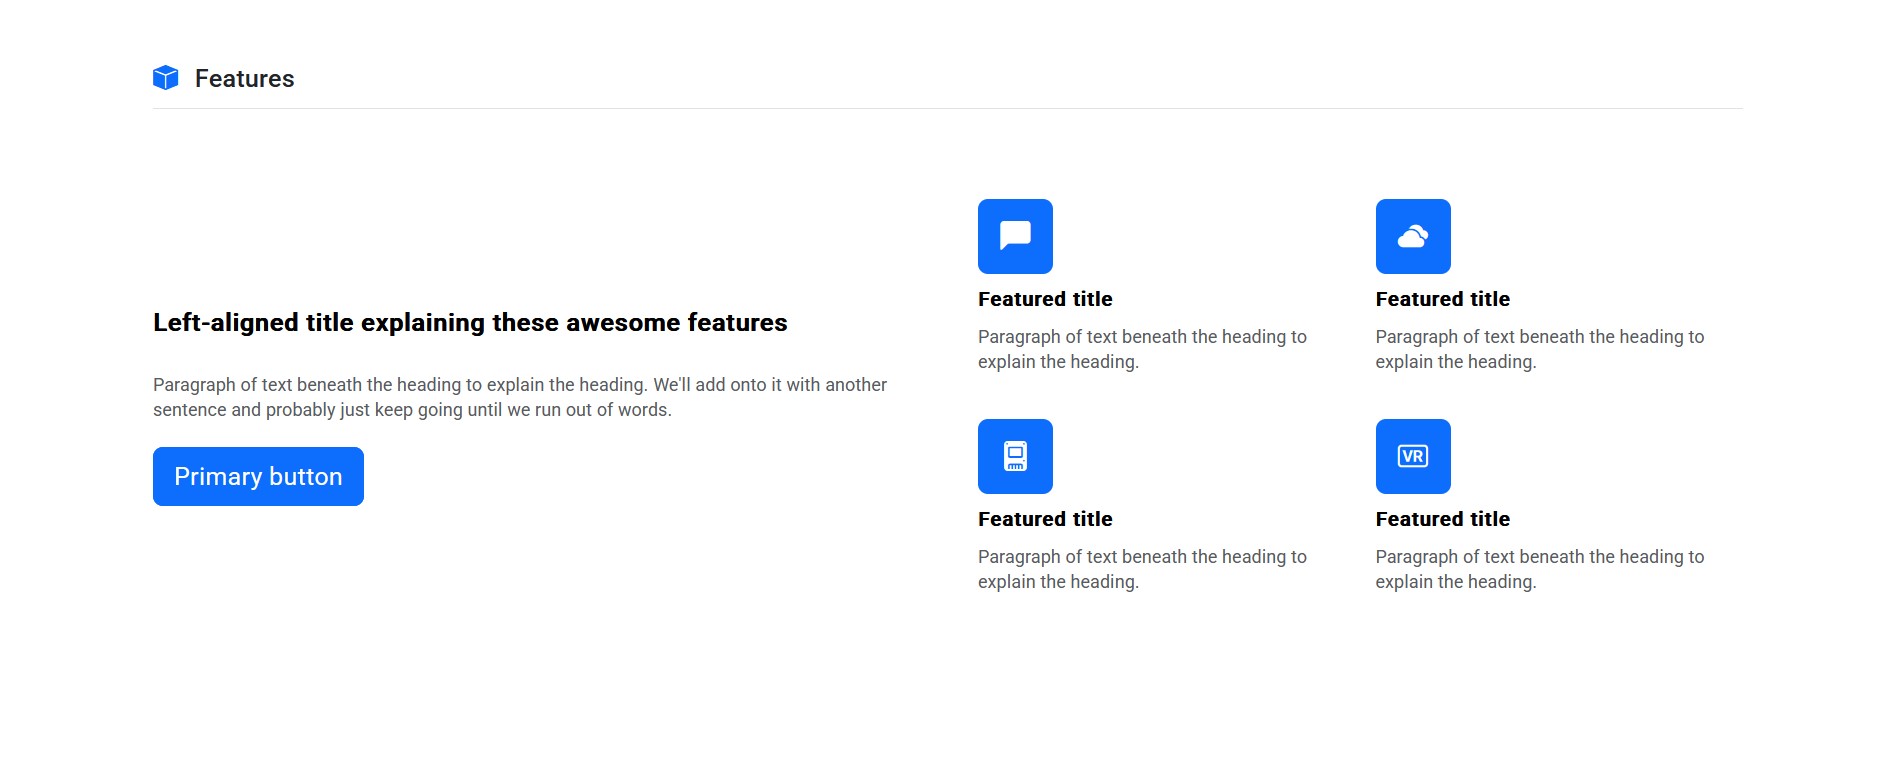 Features
Left-aligned title explaining these awesome features
Paragraph of text beneath the heading to explain the heading. We'll add onto it with another
sentence and probably just keep going until we run out of words.
Primary button
Featured title
Paragraph of text beneath the heading to
explain the heading.
Featured title
Paragraph of text beneath the heading to
explain the heading.
Featured title
Paragraph of text beneath the heading to
explain the heading.
VR
Featured title
Paragraph of text beneath the heading to
explain the heading.